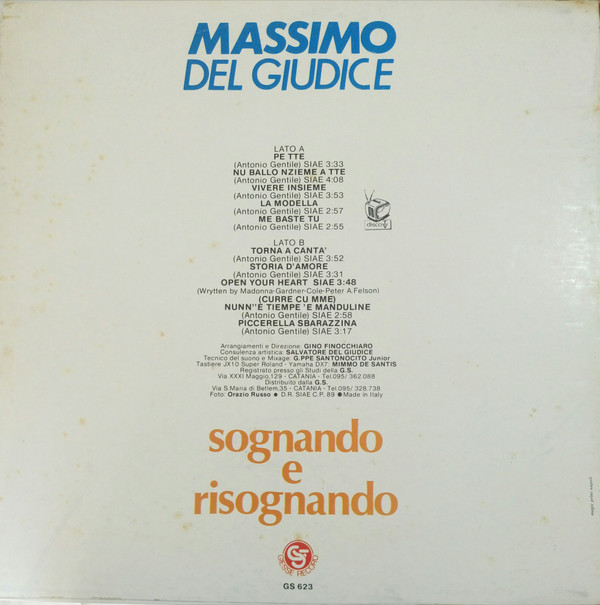 MASSIMO
DEL GIUDICE
LATO A
PE TTE
(Antonio Gentile) SIAE 3:33
NU BALLO NZIEME A TTE
(Antonio Gentile) SIAE 4:08
VIVERE INSIEME
(Antonio Gentile) SIAE 3:53
LA MODELLA
(Antonio Gentile) SIAE 2:57
ME BASTE TU
(Antonio Gentile) SIAE 2:55
disco
LATO B
TORNA A CANTA'
(Antonio Gentile) SIAE 3:52
STORIA D'AMORE
(Antonio Gentile) SIAE 3:31
OPEN YOUR HEART SIAE 3:48
(Wrytten by Madonna-Gardner-Cole-Peter A.Felson)
(CURRE CU MME)
NUNN''È TIEMPE 'E MANDULINE
(Antonio Gentile) SIAE 2:58
PICCERELLA SBARAZZINA
(Antonio Gentile) SIAE 3:17
Arrangiamenti e Direzione: GINO FINOCCHIARO
Consulenza artistica: SALVATORE DEL GIUDICE
Tecnico del suono e Mixage: G.PPE SANTONOCITO Junior
Tastiere JX10 Super Roland - Yamaha DX7: MIMMO DE SANTIS
Registrato presso gli Studi della G.S.
Via XXXI Maggio,129 - CATANIA - Tel.095/ 362.088
Distribuito dalla G.S.
Via S.Maria di Betlem,35 - CATANIA - Tel.095/ 328.738
Foto: Orazio Russo ● D.R. SIAE C.P. 89 ● Made in Italy
sognando
e
risognando
GS
GIESSE RECORD
GS 623